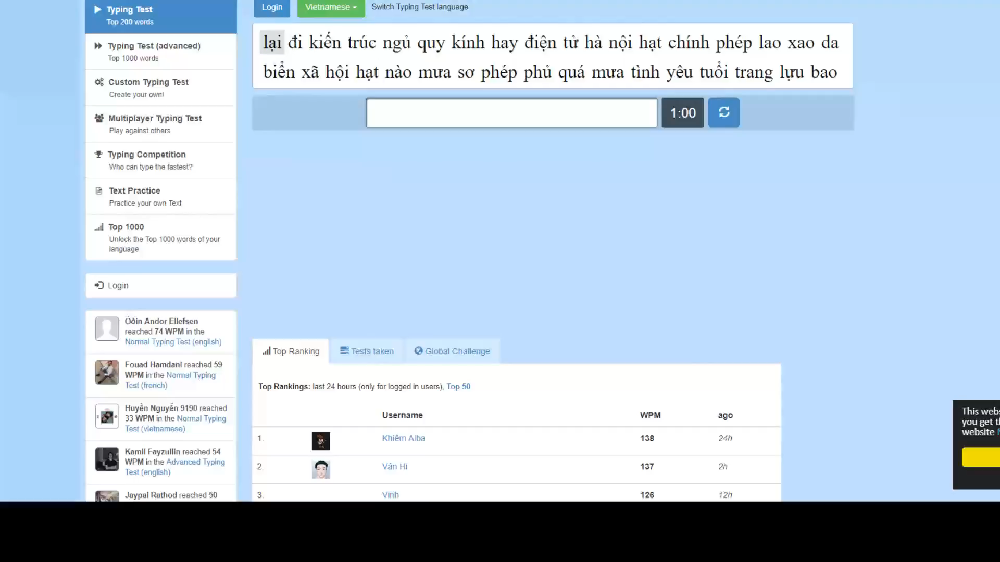 Typing Test
Top 200 words
Typing Test (advanced)
Top 1000 words
Custom Typing Test
Create your own!
Multiplayer Typing Test
Play against others
Typing Competition
Who can type the fastest?
Text Practice
Practice your own Text
Top 1000
Unlock the Top 1000 words of your
language
Login
Óðin Andor Ellefsen
reached 74 WPM in the
Normal Typing Test (english)
Fouad Hamdani reached 59
WPM in the Normal Typing
Test (french)
Huyền Nguyễn 9190 reached
33 WPM in the Normal Typing
Test (vietnamese)
Kamil Fayzullin reached 54
WPM in the Advanced Typing
Test (english)
Jaypal Rathod reached 50
Login Vietnamese Switch Typing Test language
lại đi kiến trúc ngủ quy kính hay điện tử hà nội hạt chính phép lao xao da
biển xã hội hạt nào mưa sơ phép phủ quá mưa tình yêu tuổi trang lựu bao
1:00
Top Ranking Tests taken Global Challenge
Top Rankings: last 24 hours (only for logged in users), Top 50
Username WPM ago
1. Khiêm Alba 138 24h
2. Vân Hi 137 2h
3. Vinh 126 12h
This webs
you get th
website